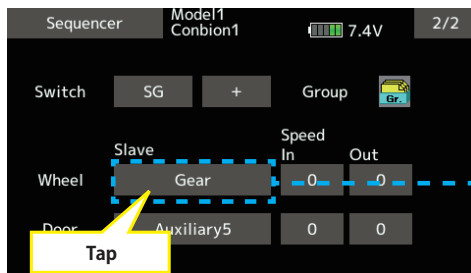 Sequencer Model1 7.4V 2/2
Conbion1
Switch SG + Group Gr.
Slave Speed
In Out
Wheel Gear 0 0
Door Auxiliary5 0 0
Tap